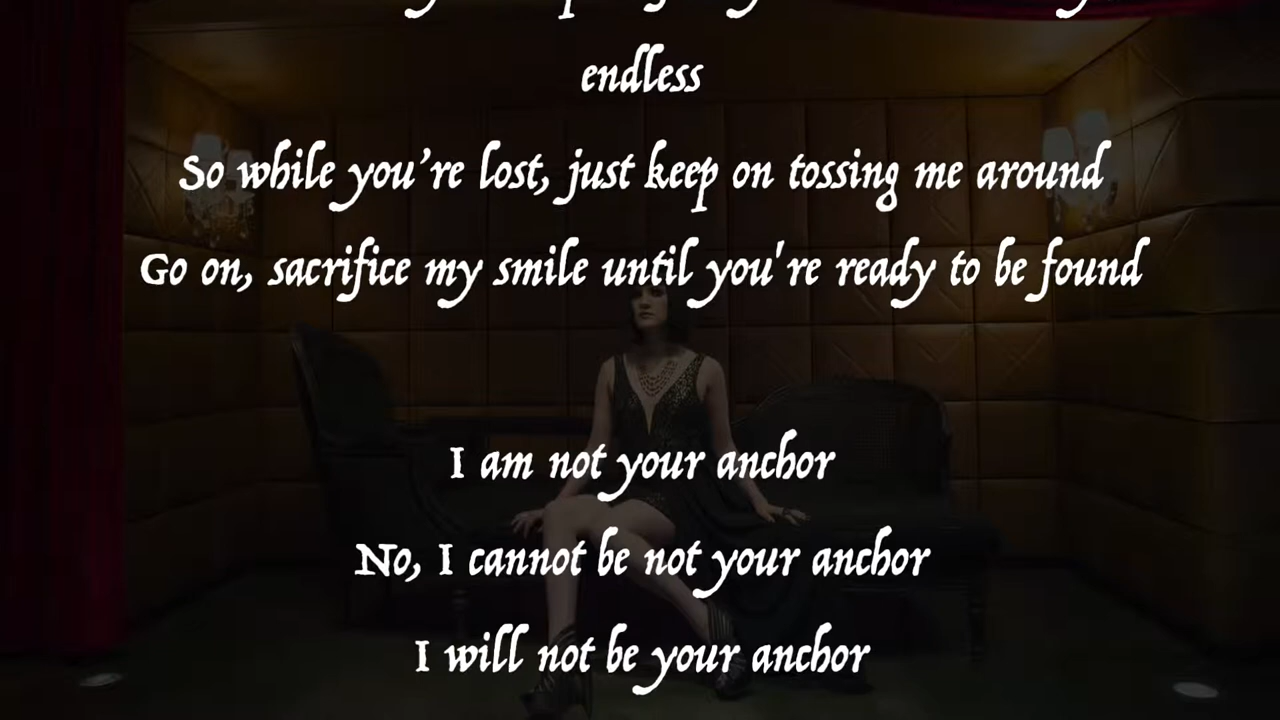 endless
So while you're lost, just keep on tossing me around
Go on, sacrifice my smile until you're ready to be found
I am not your anchor
No, I cannot be not your anchor
I will not be your anchor